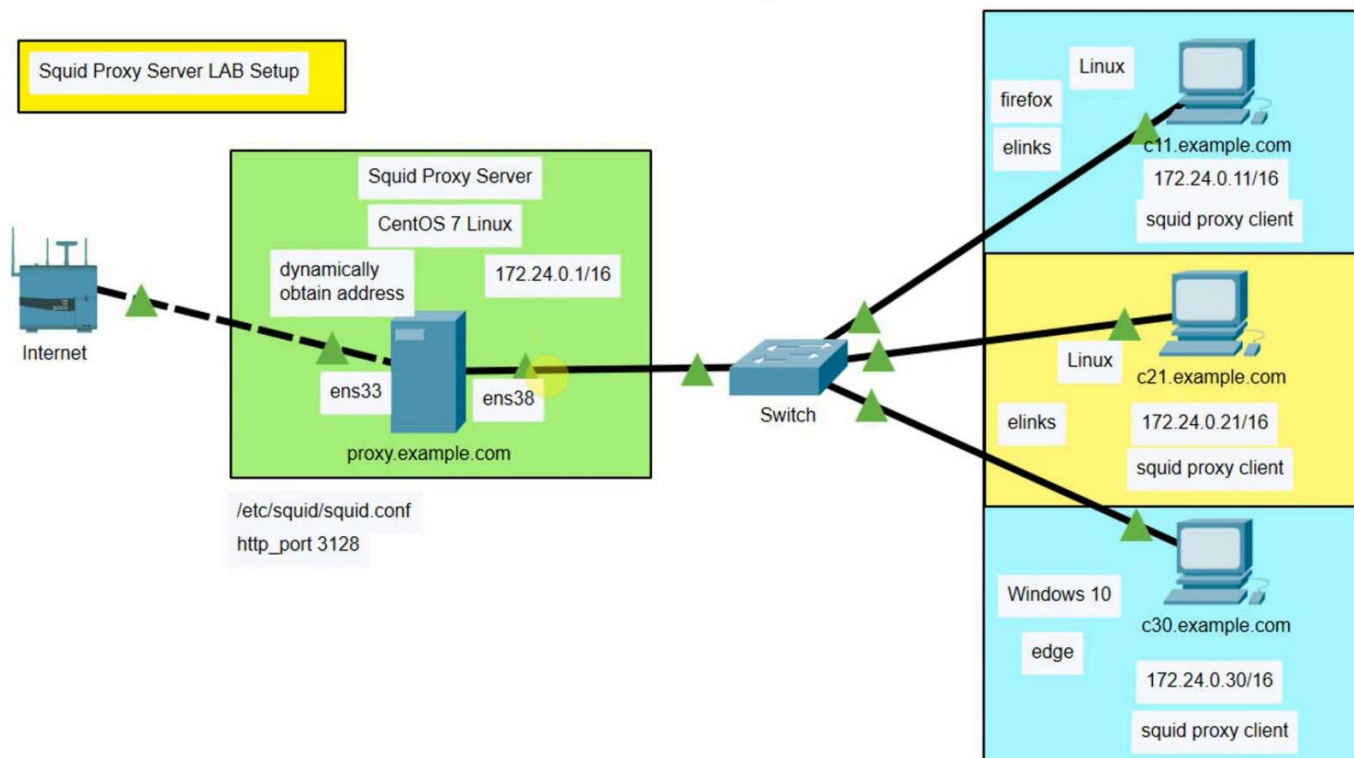 Squid Proxy Server LAB Setup
Internet
Squid Proxy Server
CentOS 7 Linux
dynamically
obtain address
172.24.0.1/16
ens33
ens38
proxy.example.com
/etc/squid/squid.conf
http_port 3128
Switch
Linux
firefox
elinks
c11.example.com
172.24.0.11/16
squid proxy client
Linux
c21.example.com
elinks
172.24.0.21/16
squid proxy client
Windows 10
edge
c30.example.com
172.24.0.30/16
squid proxy client